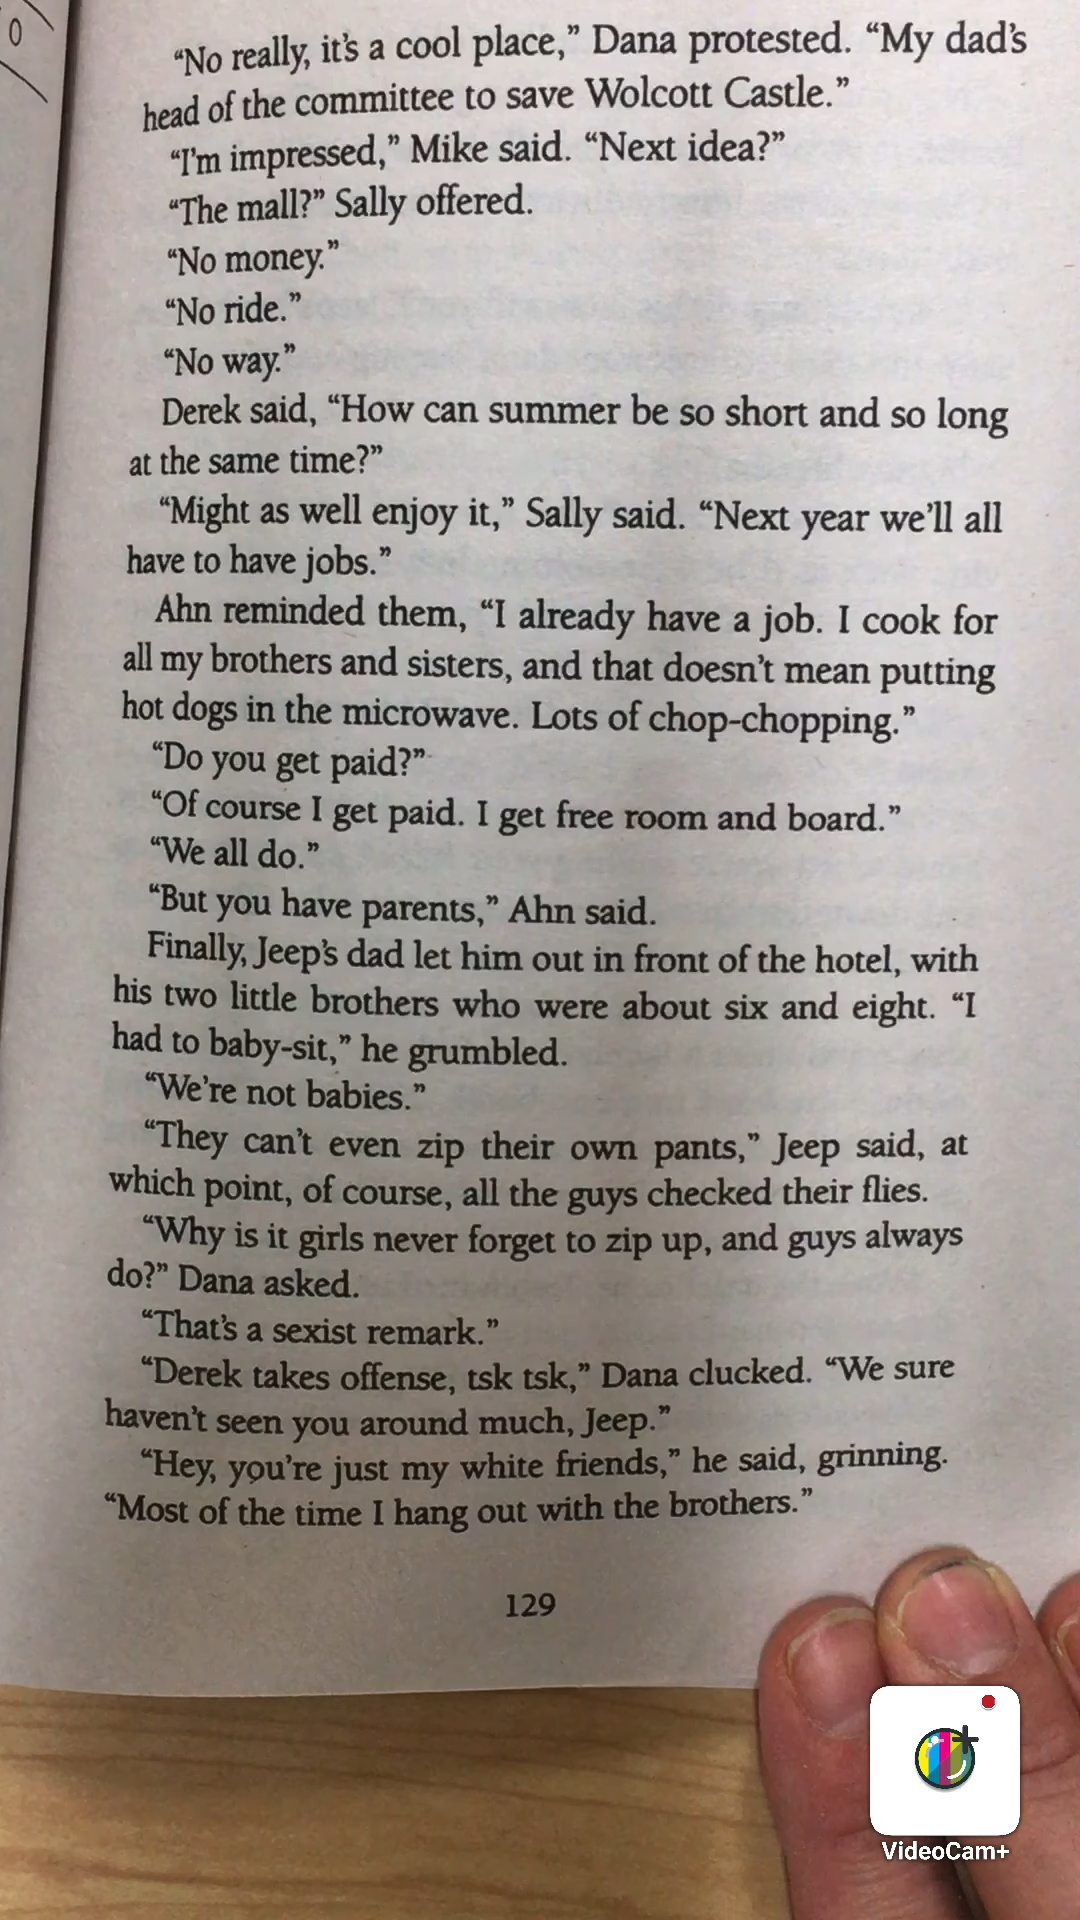 0
“No really, it’s a cool place,” Dana protested. “My dad’s
head of the committee to save Wolcott Castle.”
“I’m impressed,” Mike said. “Next idea?”
“The mall?” Sally offered.
“No money.”
“No ride.”
“No way.”
Derek said, “How can summer be so short and so long
at the same time?”
“Might as well enjoy it,” Sally said. “Next year we’ll all
have to have jobs.”
Ahn reminded them, “I already have a job. I cook for
all my brothers and sisters, and that doesn’t mean putting
hot dogs in the microwave. Lots of chop-chopping.”
“Do you get paid?”
“Of course I get paid. I get free room and board.”
“We all do.”
“But you have parents,” Ahn said.
Finally, Jeep’s dad let him out in front of the hotel, with
his two little brothers who were about six and eight. “I
had to baby-sit,” he grumbled.
“We’re not babies.”
“They can’t even zip their own pants,” Jeep said, at
which point, of course, all the guys checked their flies.
“Why is it girls never forget to zip up, and guys always
do?” Dana asked.
“That’s a sexist remark.”
“Derek takes offense, tsk tsk,” Dana clucked. “We sure
haven’t seen you around much, Jeep.”
“Hey, you’re just my white friends,” he said, grinning.
“Most of the time I hang out with the brothers.”
129
VideoCam+